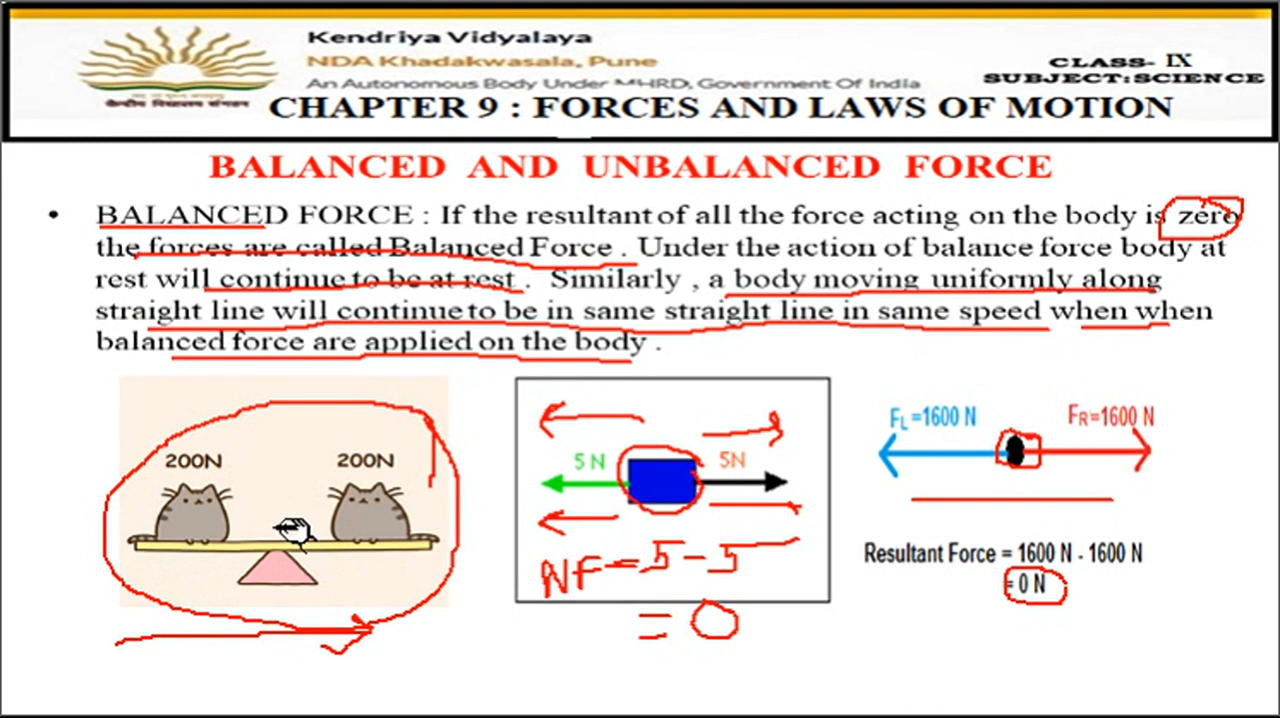 Kendriya Vidyalaya
NDA Khadakwasala, Pune
An Autonomous Body Under MHRD, Government Of India
केन्द्रीय विद्यालय संगठन
CLASS- IX
SUBJECT:SCIENCE
CHAPTER 9 : FORCES AND LAWS OF MOTION
BALANCED AND UNBALANCED FORCE
• BALANCED FORCE : If the resultant of all the force acting on the body is zero
the forces are called Balanced Force . Under the action of balance force body at
rest will continue to be at rest . Similarly , a body moving uniformly along
straight line will continue to be in same straight line in same speed when when
balanced force are applied on the body .
200N 200N
5 N 5N
NF = 5 - 5
= 0
FL =1600 N FR=1600 N
Resultant Force = 1600 N - 1600 N
= 0 N